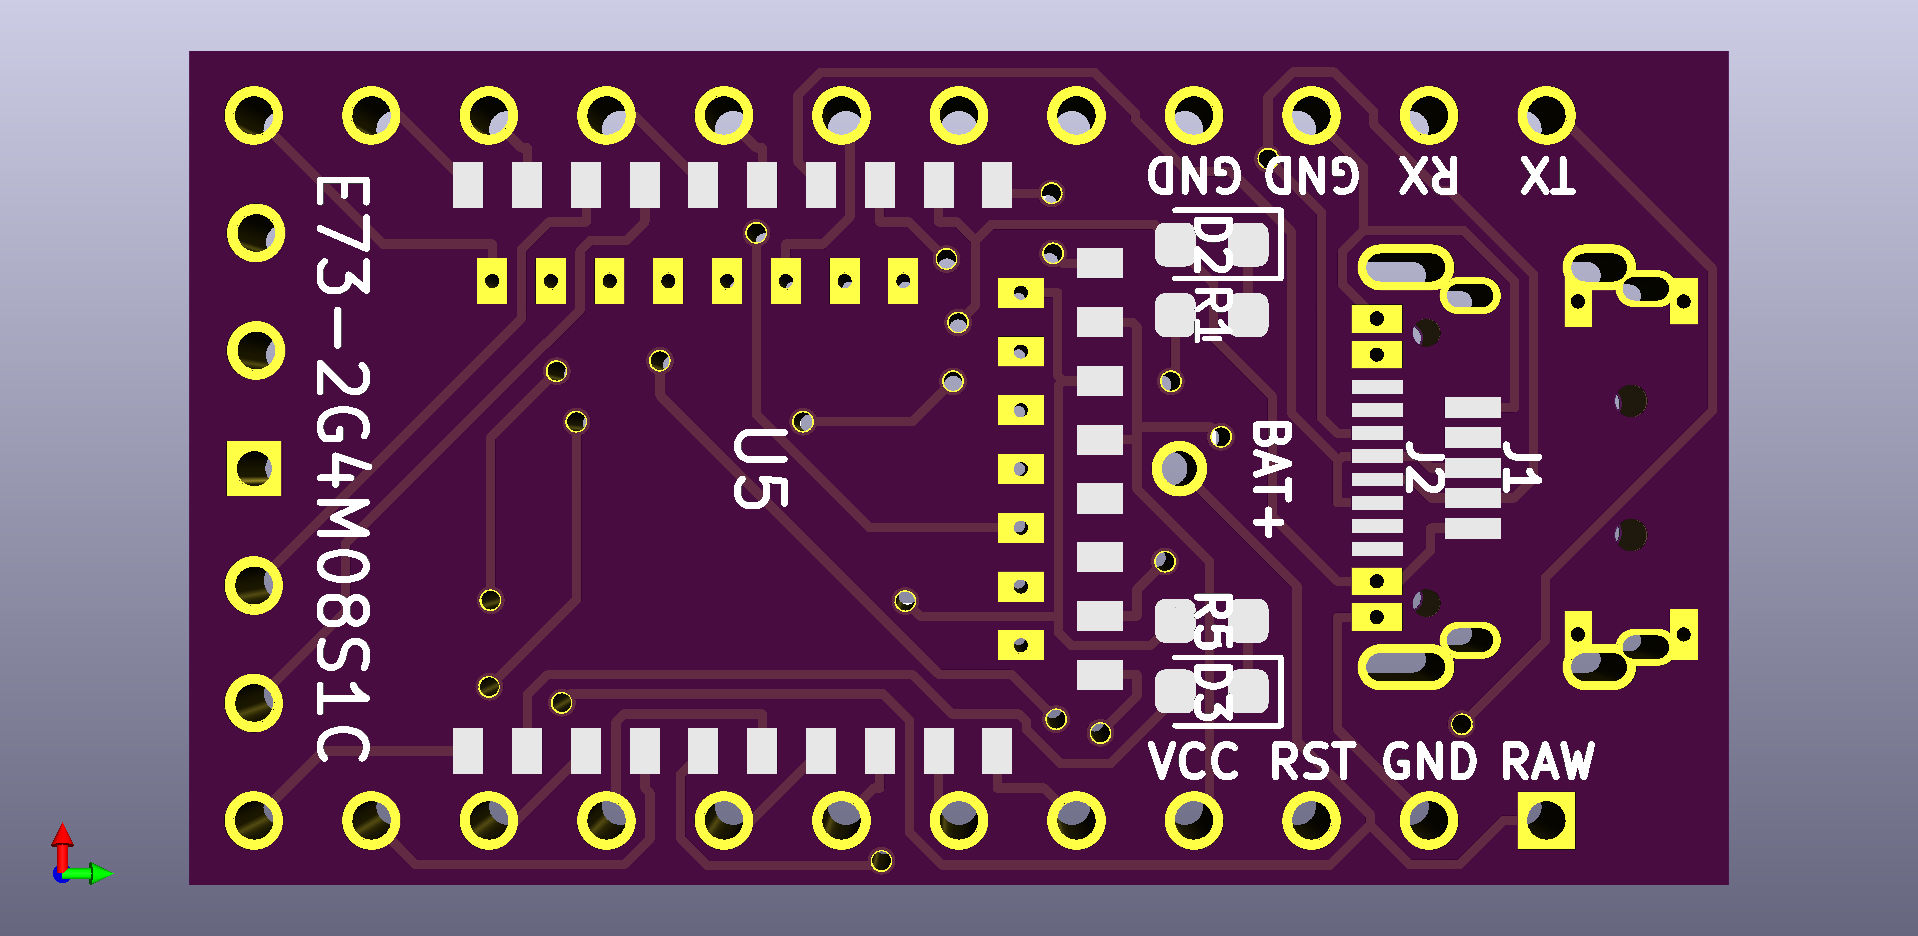 GND GND RX TX
E73-2G4M08S1C
D2
R1
U5
BAT+
J2
J1
R5
D3
VCC RST GND RAW